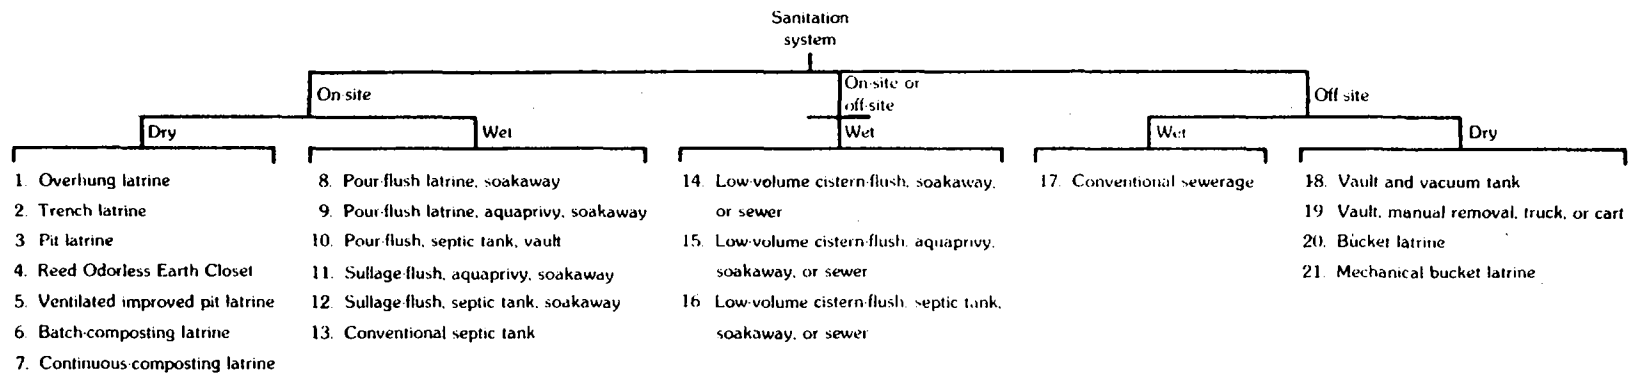 Sanitation
system
On-site
On-site or
off-site
Off-site
Dry
Wet
Wet
Wet
Dry
1. Overhung latrine
2. Trench latrine
3 Pit latrine
4. Reed Odorless Earth Closet
5. Ventilated improved pit latrine
6. Batch-composting latrine
7. Continuous-composting latrine
8. Pour-flush latrine, soakaway
9. Pour-flush latrine, aquaprivy, soakaway
10. Pour-flush, septic tank, vault
11. Sullage-flush, aquaprivy, soakaway
12. Sullage-flush, septic tank, soakaway
13. Conventional septic tank
14. Low-volume cistern-flush, soakaway,
or sewer
15. Low-volume cistern-flush, aquaprivy,
soakaway, or sewer
16 Low-volume cistern-flush, septic tank,
soakaway, or sewer
17. Conventional sewerage
18. Vault and vacuum tank
19 Vault, manual removal, truck, or cart
20. Bucket latrine
21. Mechanical bucket latrine